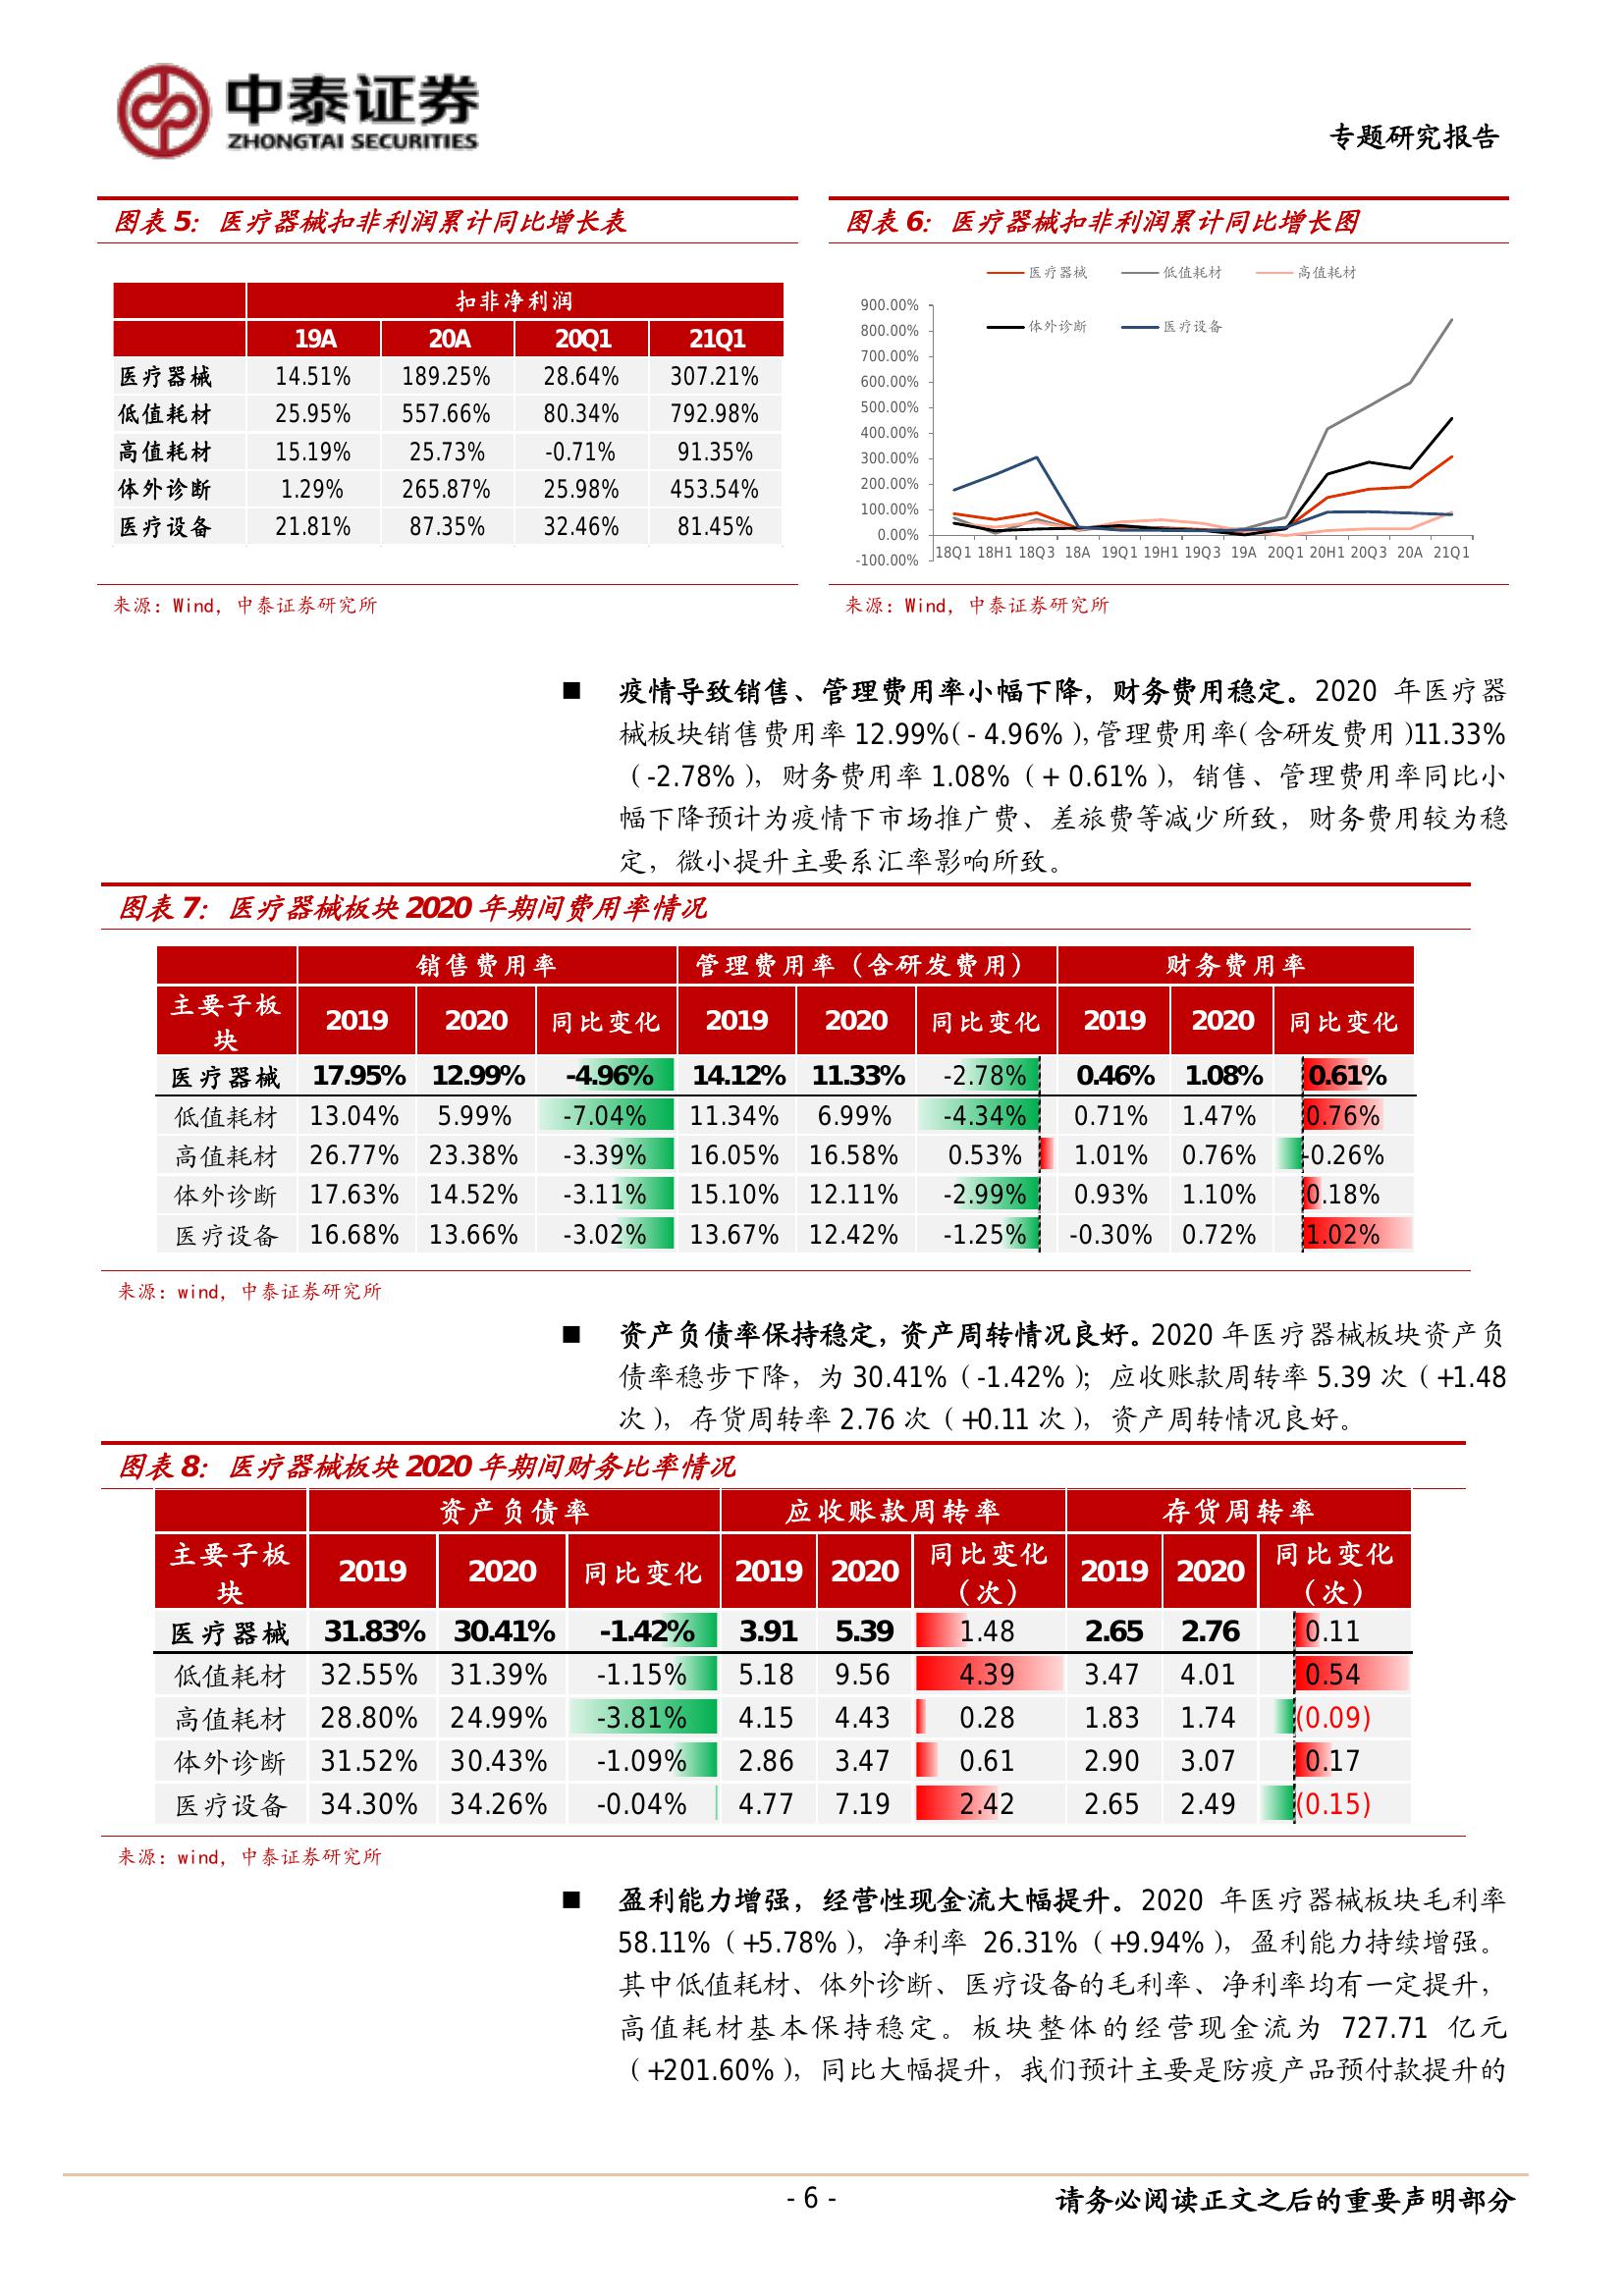 中泰证券
ZHONGTAI SECURITIES
专题研究报告
图表 5：医疗器械扣非利润累计同比增长表
扣非净利润
19A 20A 20Q1 21Q1
医疗器械 14.51% 189.25% 28.64% 307.21%
低值耗材 25.95% 557.66% 80.34% 792.98%
高值耗材 15.19% 25.73% -0.71% 91.35%
体外诊断 1.29% 265.87% 25.98% 453.54%
医疗设备 21.81% 87.35% 32.46% 81.45%
来源：Wind，中泰证券研究所
图表 6：医疗器械扣非利润累计同比增长图
医疗器械 低值耗材 高值耗材
体外诊断 医疗设备
900.00%
800.00%
700.00%
600.00%
500.00%
400.00%
300.00%
200.00%
100.00%
0.00%
-100.00%
18Q1 18H1 18Q3 18A 19Q1 19H1 19Q3 19A 20Q1 20H1 20Q3 20A 21Q1
来源：Wind，中泰证券研究所
■ 疫情导致销售、管理费用率小幅下降，财务费用稳定。2020 年医疗器
械板块销售费用率 12.99%(-4.96%),管理费用率(含研发费用)11.33%
（-2.78%），财务费用率 1.08%（+0.61%），销售、管理费用率同比小
幅下降预计为疫情下市场推广费、差旅费等减少所致，财务费用较为稳
定，微小提升主要系汇率影响所致。
图表 7：医疗器械板块 2020 年期间费用率情况
销售费用率 管理费用率（含研发费用） 财务费用率
主要子板块 2019 2020 同比变化 2019 2020 同比变化 2019 2020 同比变化
医疗器械 17.95% 12.99% -4.96% 14.12% 11.33% -2.78% 0.46% 1.08% 0.61%
低值耗材 13.04% 5.99% -7.04% 11.34% 6.99% -4.34% 0.71% 1.47% 0.76%
高值耗材 26.77% 23.38% -3.39% 16.05% 16.58% 0.53% 1.01% 0.76% -0.26%
体外诊断 17.63% 14.52% -3.11% 15.10% 12.11% -2.99% 0.93% 1.10% 0.18%
医疗设备 16.68% 13.66% -3.02% 13.67% 12.42% -1.25% -0.30% 0.72% 1.02%
来源：wind，中泰证券研究所
■ 资产负债率保持稳定，资产周转情况良好。2020 年医疗器械板块资产负
债率稳步下降，为 30.41%（-1.42%）；应收账款周转率 5.39 次（+1.48
次），存货周转率 2.76 次（+0.11 次），资产周转情况良好。
图表 8：医疗器械板块 2020 年期间财务比率情况
资产负债率 应收账款周转率 存货周转率
主要子板块 2019 2020 同比变化 2019 2020 同比变化（次） 2019 2020 同比变化（次）
医疗器械 31.83% 30.41% -1.42% 3.91 5.39 1.48 2.65 2.76 0.11
低值耗材 32.55% 31.39% -1.15% 5.18 9.56 4.39 3.47 4.01 0.54
高值耗材 28.80% 24.99% -3.81% 4.15 4.43 0.28 1.83 1.74 (0.09)
体外诊断 31.52% 30.43% -1.09% 2.86 3.47 0.61 2.90 3.07 0.17
医疗设备 34.30% 34.26% -0.04% 4.77 7.19 2.42 2.65 2.49 (0.15)
来源：wind，中泰证券研究所
■ 盈利能力增强，经营性现金流大幅提升。2020 年医疗器械板块毛利率
58.11%（+5.78%），净利率 26.31%（+9.94%），盈利能力持续增强。
其中低值耗材、体外诊断、医疗设备的毛利率、净利率均有一定提升，
高值耗材基本保持稳定。板块整体的经营现金流为 727.71 亿元
（+201.60%），同比大幅提升，我们预计主要是防疫产品预付款提升的
- 6 -
请务必阅读正文之后的重要声明部分